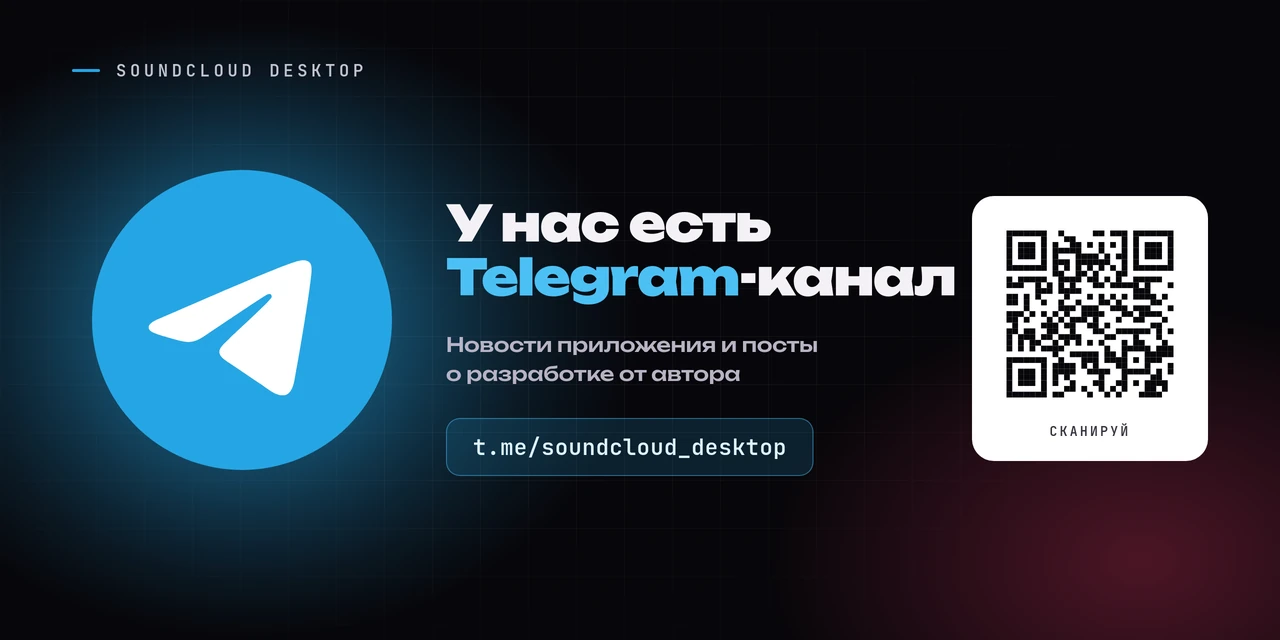 SOUNDCLOUD DESKTOP
У нас есть
Telegram-канал
Новости приложения и посты
о разработке от автора
t.me/soundcloud_desktop
СКАНИРУЙ